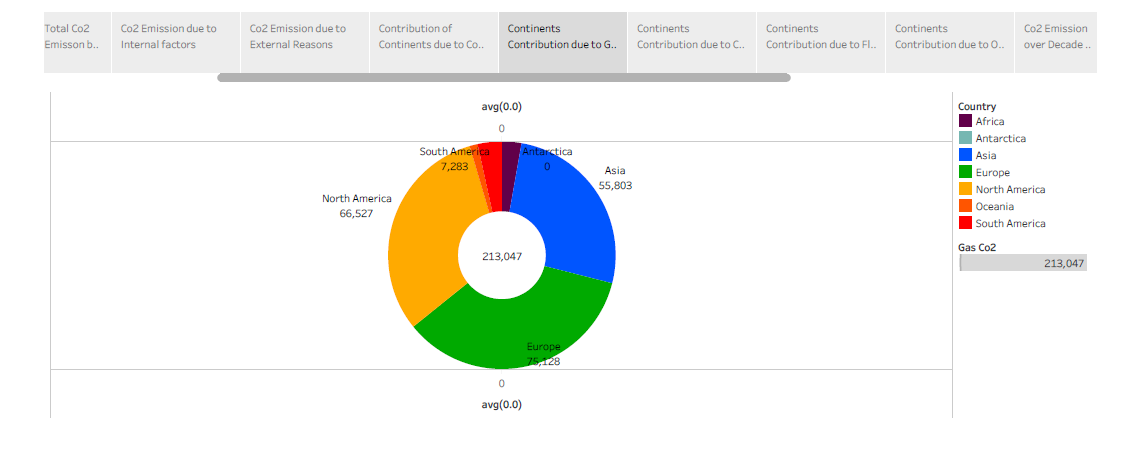 Total Co2
Emisson b..
Co2 Emission due to
Internal factors
Co2 Emission due to
External Reasons
Contribution of
Continents due to Co..
Continents
Contribution due to G..
Continents
Contribution due to C..
Continents
Contribution due to Fl..
Continents
Contribution due to O..
Co2 Emission
over Decade ..
avg(0.0)
0
South America
7,283
Antarctica
0
Asia
55,803
North America
66,527
213,047
Europe
75,128
0
avg(0.0)
Country
Africa
Antarctica
Asia
Europe
North America
Oceania
South America
Gas Co2
213,047